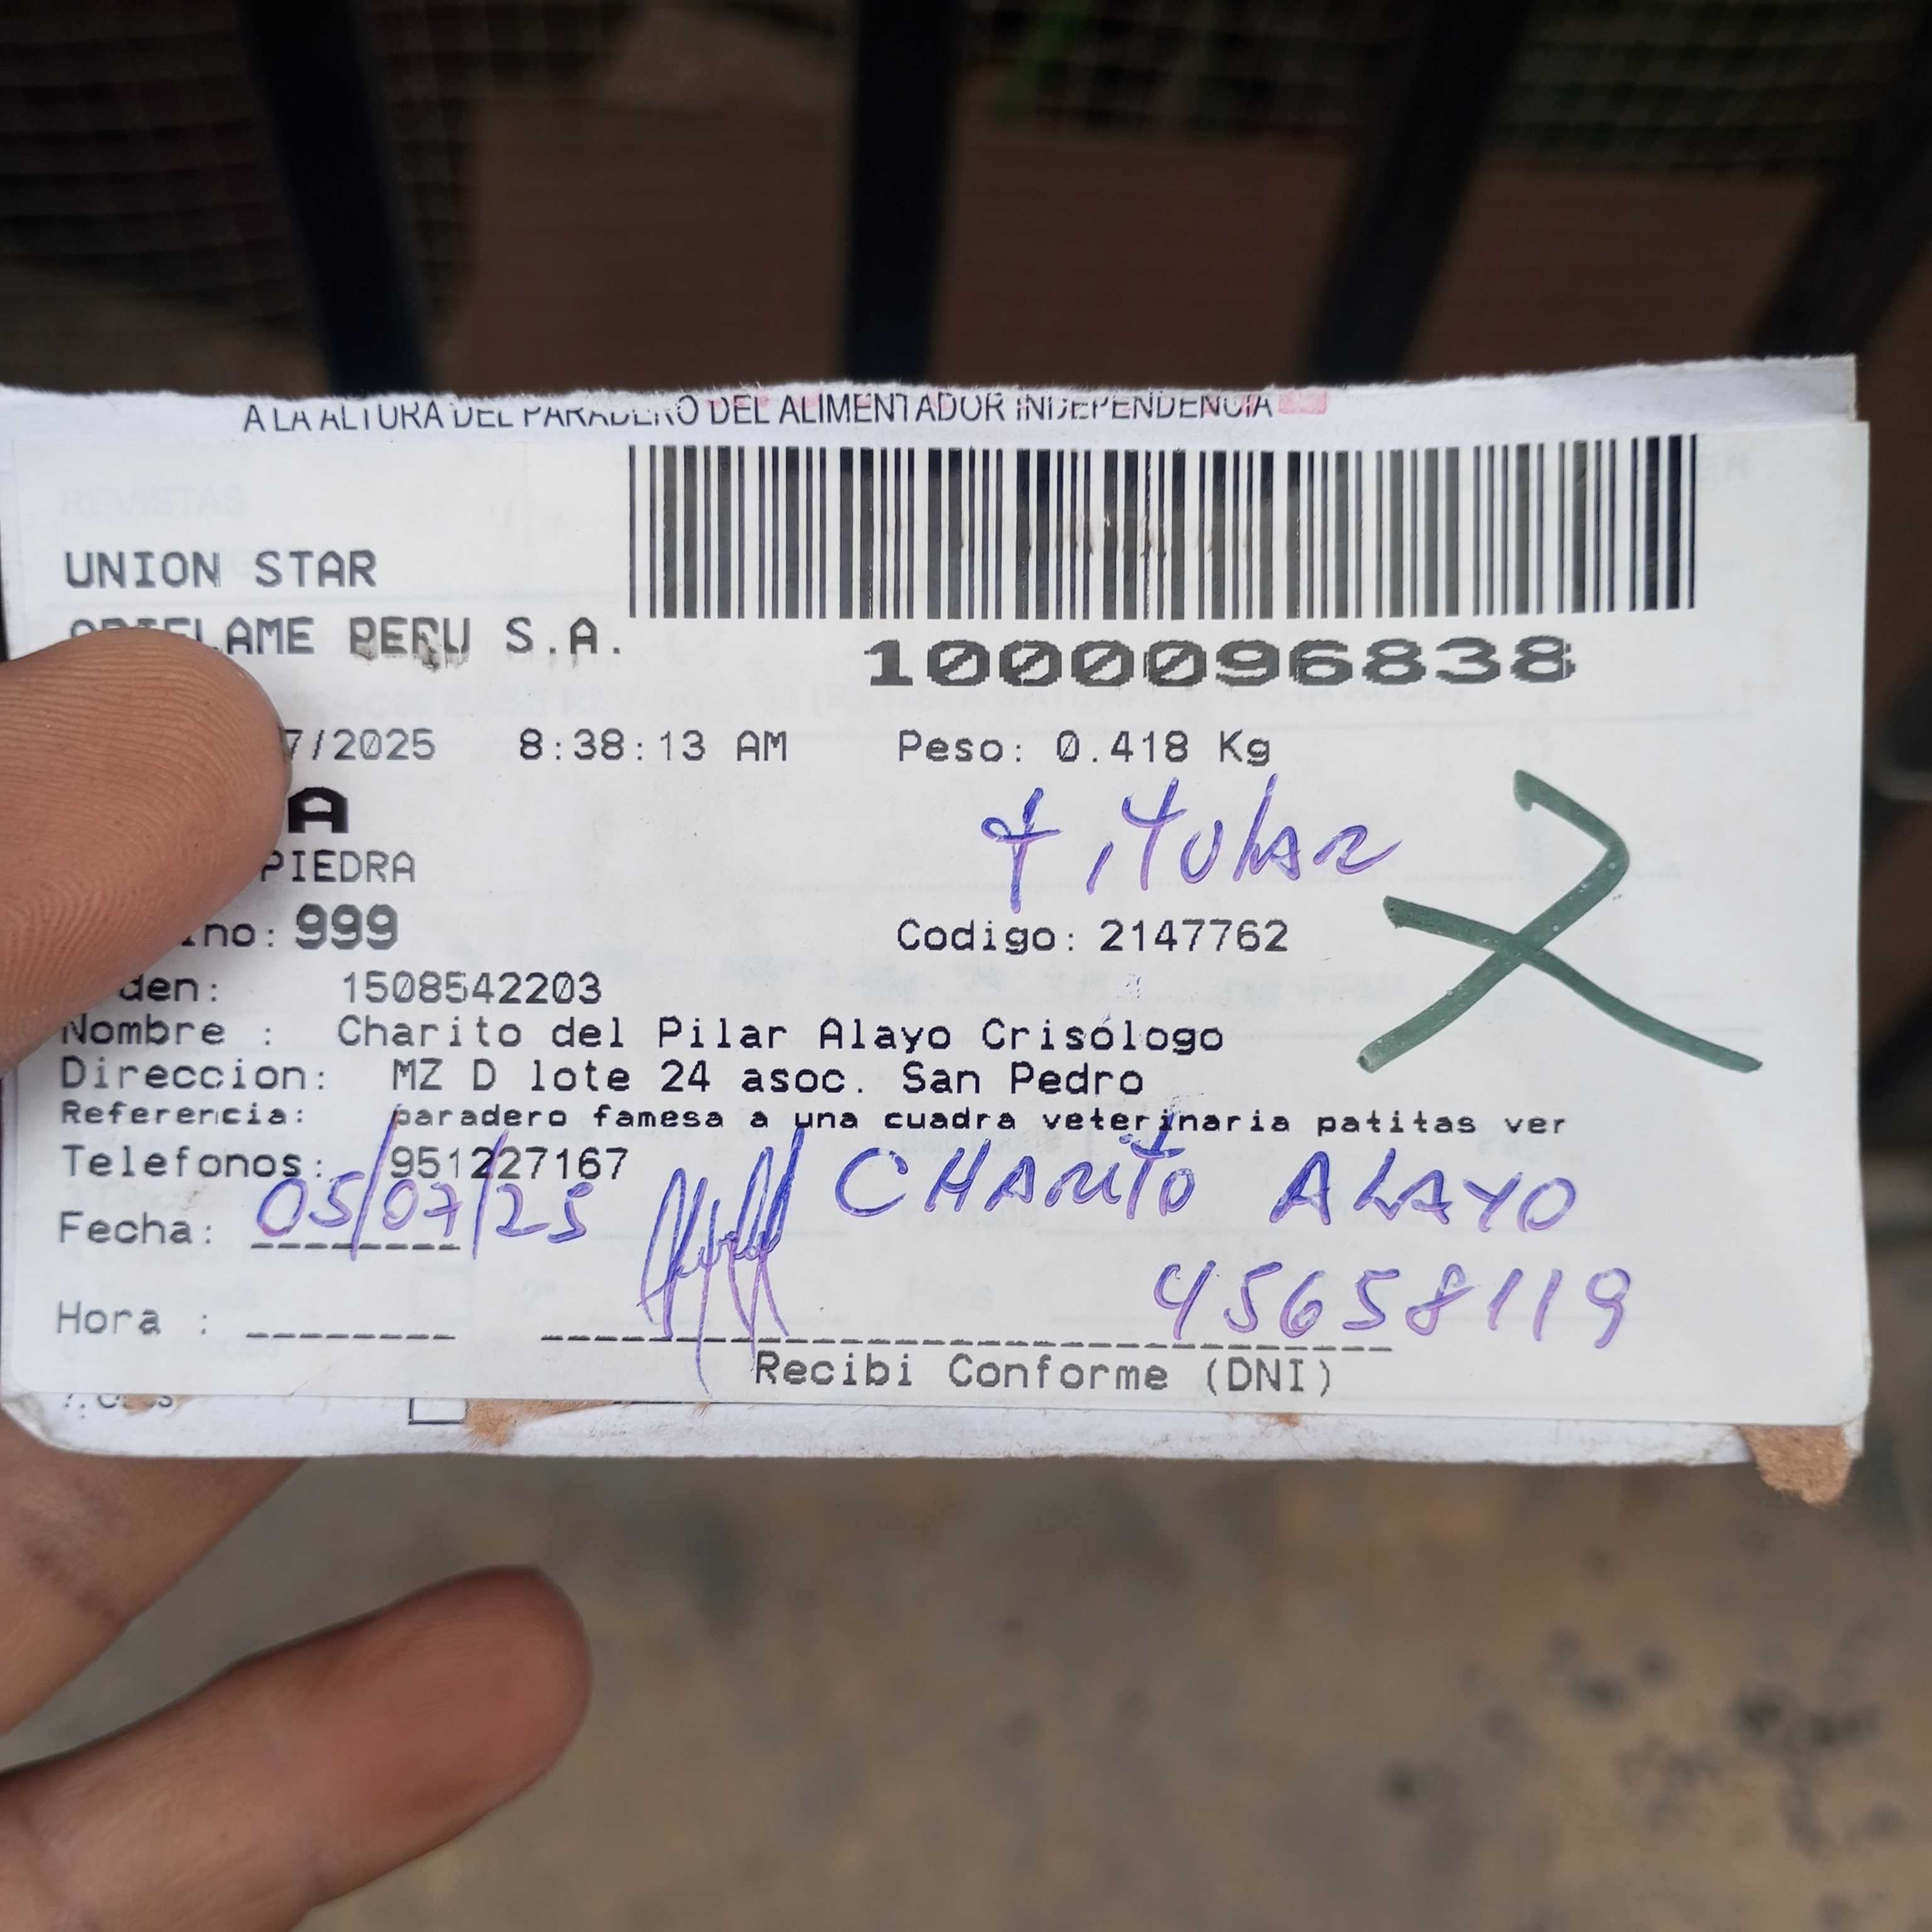 A LA ALTURA DEL PARADERO DEL ALIMENTADOR INDEPENDENCIA
REVISTAS
UNION STAR
ORIFLAME PERU S.A.
1000096838
7/2025 8:38:13 AM Peso: 0.418 Kg
A
PIEDRA
titular
ino: 999 Codigo: 2147762
den: 1508542203
Nombre : Charito del Pilar Alayo Crisólogo
Direccion: MZ D lote 24 asoc. San Pedro
Referencia: paradero famesa a una cuadra veterinaria patitas ver
Telefonos: 951227167
CHARITO ALAYO
Fecha: 05/07/25
45658119
Hora :
Recibi Conforme (DNI)